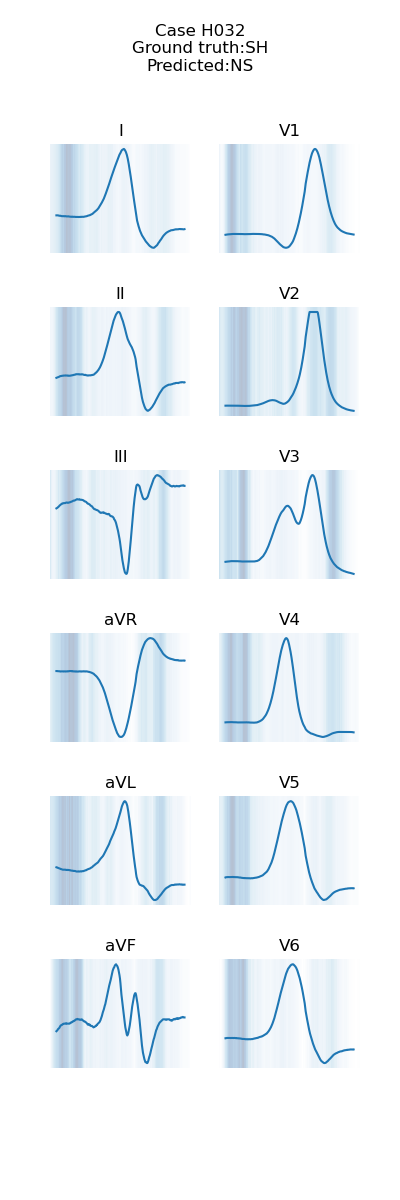 Case H032
Ground truth:SH
Predicted:NS
I
V1
II
V2
III
V3
aVR
V4
aVL
V5
aVF
V6